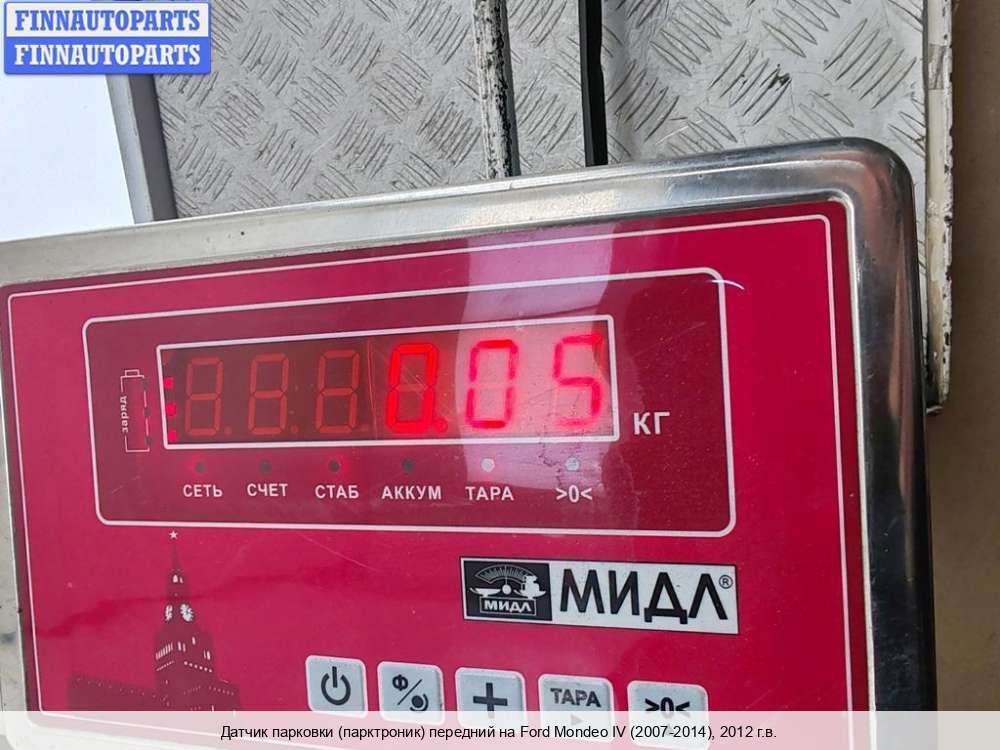 FINNAUTOPARTS
FINNAUTOPARTS
заряд
0.05
КГ
СЕТЬ СЧЕТ СТАБ АККУМ ТАРА >0<
МИДЛ МИДЛ®
Ф
ТАРА >0<
Датчик парковки (парктроник) передний на Ford Mondeo IV (2007-2014), 2012 г.в.